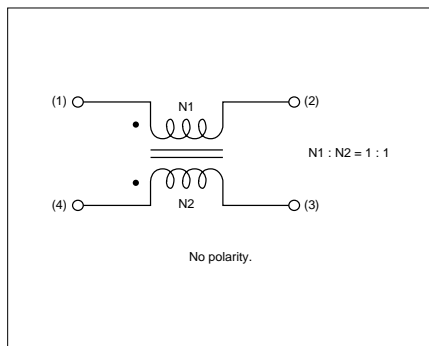 N1
(1) (2)
N1 : N2 = 1 : 1
(4) (3)
N2
No polarity.